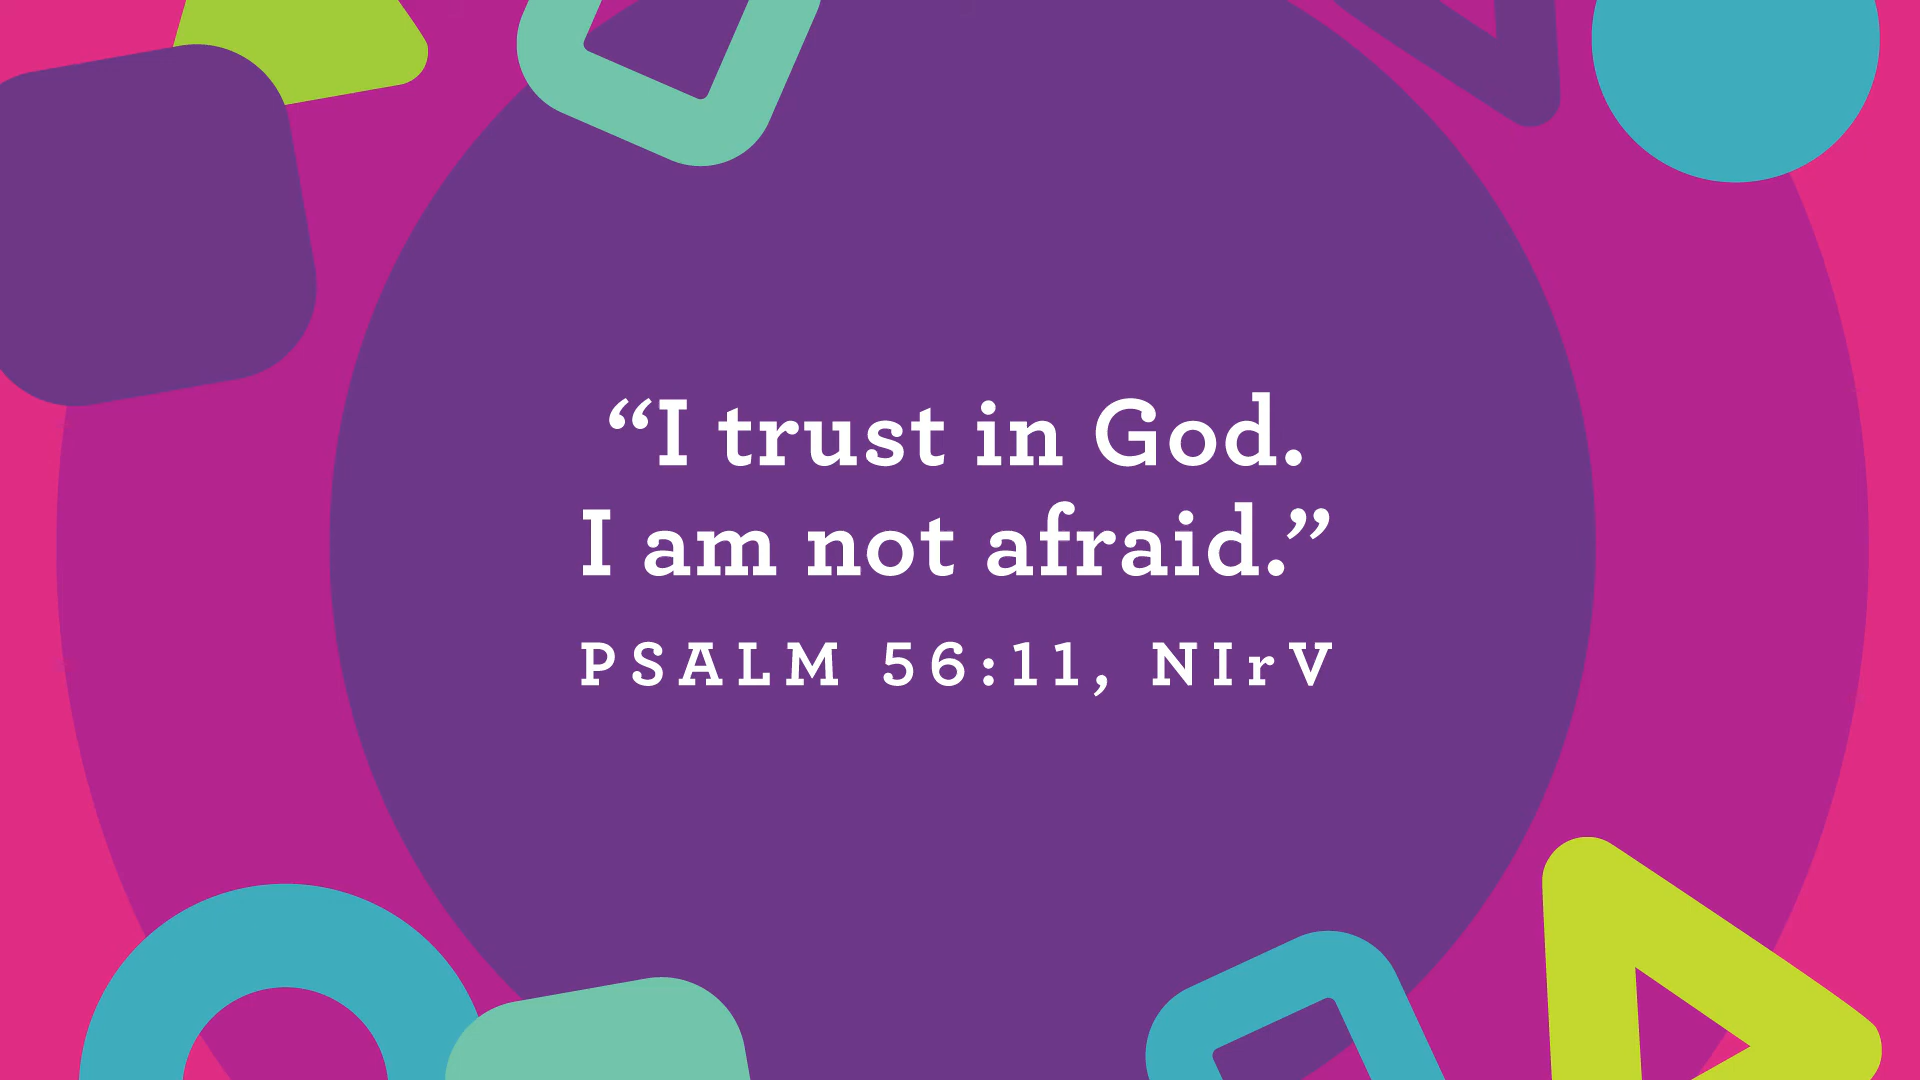 “I trust in God.
I am not afraid.”
PSALM 56:11, NIrV